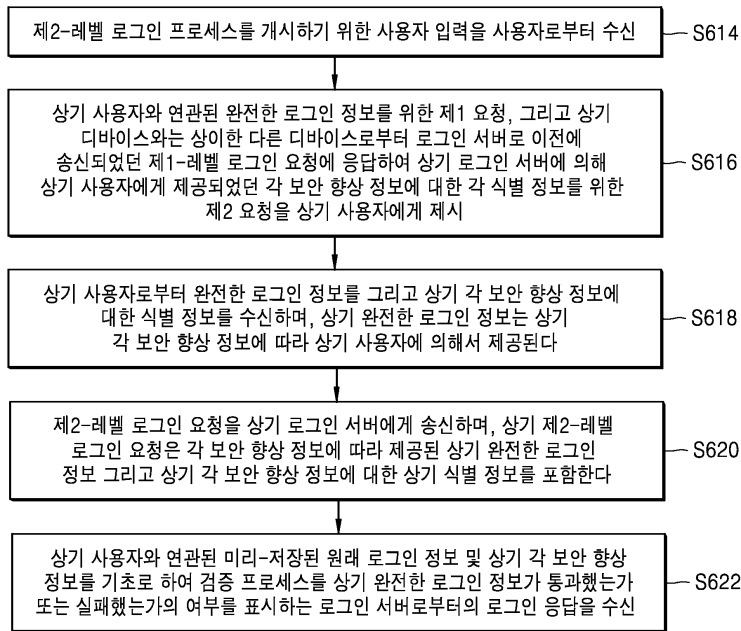 제2-레벨 로그인 프로세스를 개시하기 위한 사용자 입력을 사용자로부터 수신
S614
상기 사용자와 연관된 완전한 로그인 정보를 위한 제1 요청, 그리고 상기
디바이스와는 상이한 다른 디바이스로부터 로그인 서버로 이전에
송신되었던 제1-레벨 로그인 요청에 응답하여 상기 로그인 서버에 의해
상기 사용자에게 제공되었던 각 보안 향상 정보에 대한 각 식별 정보를 위한
제2 요청을 상기 사용자에게 제시
S616
상기 사용자로부터 완전한 로그인 정보를 그리고 상기 각 보안 향상 정보에
대한 식별 정보를 수신하며, 상기 완전한 로그인 정보는 상기
각 보안 향상 정보에 따라 상기 사용자에 의해서 제공된다
S618
제2-레벨 로그인 요청을 상기 로그인 서버에게 송신하며, 상기 제2-레벨
로그인 요청은 각 보안 향상 정보에 따라 제공된 상기 완전한 로그인
정보 그리고 상기 각 보안 향상 정보에 대한 상기 식별 정보를 포함한다
S620
상기 사용자와 연관된 미리-저장된 원래 로그인 정보 및 상기 각 보안 향상
정보를 기초로 하여 검증 프로세스를 상기 완전한 로그인 정보가 통과했는가
또는 실패했는가의 여부를 표시하는 로그인 서버로부터의 로그인 응답을 수신
S622